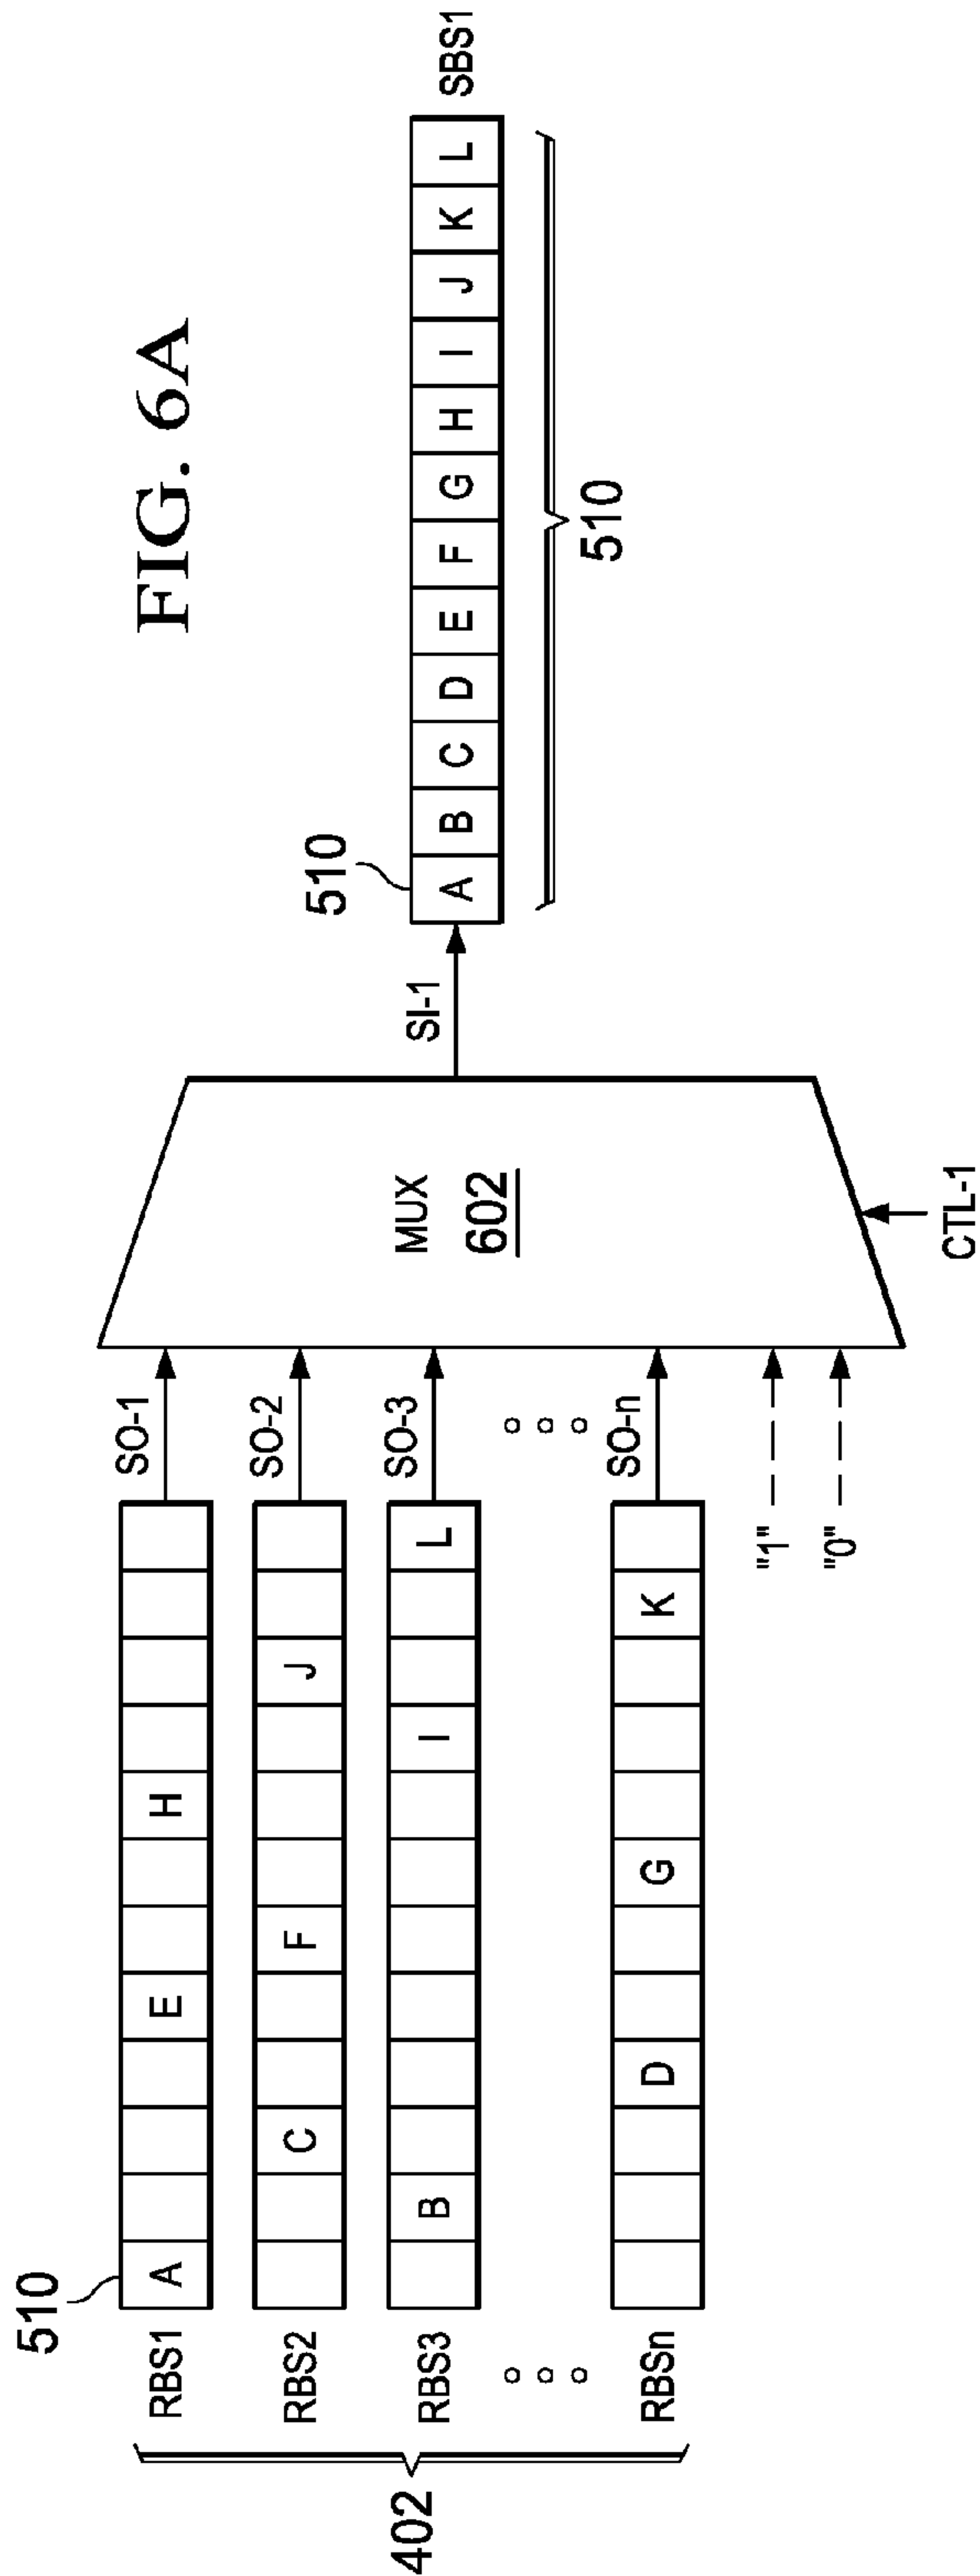 FIG. 6A
510
RBS1 A E H SO-1
RBS2 C F J SO-2
RBS3 B I L SO-3
RBSn D G K SO-n
402
"1"
"0"
MUX
602
CTL-1
SI-1
510
A B C D E F G H I J K L SBS1
510